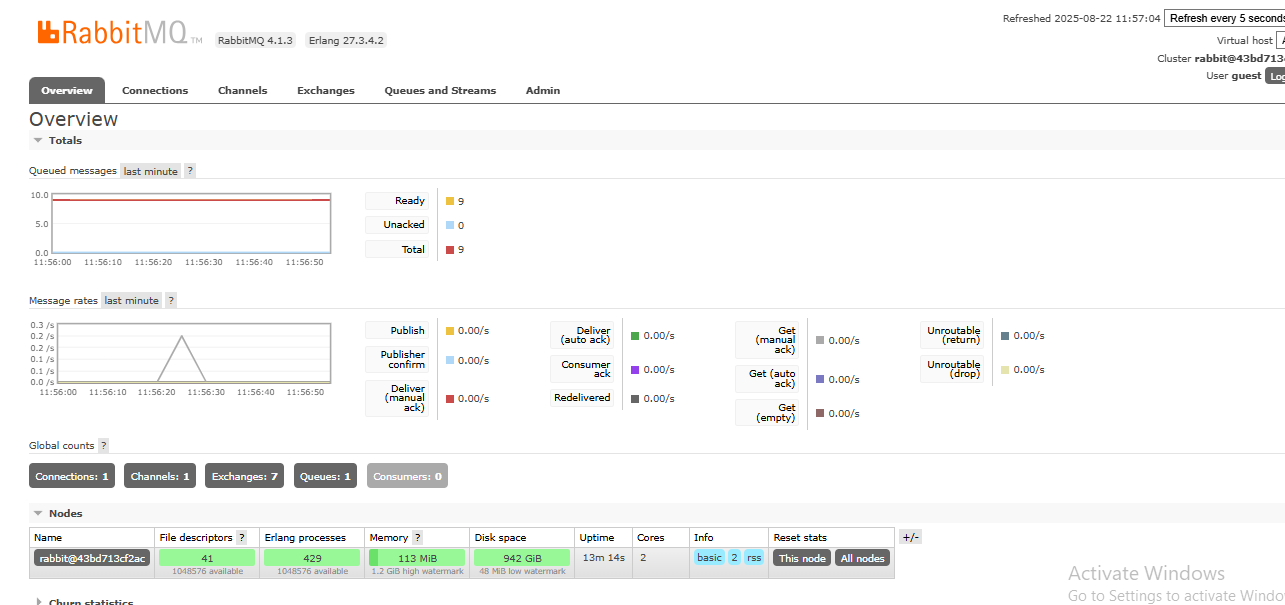 RabbitMQ TM RabbitMQ 4.1.3 Erlang 27.3.4.2
Refreshed 2025-08-22 11:57:04 Refresh every 5 seconds
Virtual host
Cluster rabbit@43bd713
User guest Log
Overview Connections Channels Exchanges Queues and Streams Admin
Overview
Totals
Queued messages last minute ?
10.0
5.0
0.0
11:56:00 11:56:10 11:56:20 11:56:30 11:56:40 11:56:50
Ready 9
Unacked 0
Total 9
Message rates last minute ?
0.3 /s
0.2 /s
0.2 /s
0.1 /s
0.1 /s
0.0 /s
11:56:00 11:56:10 11:56:20 11:56:30 11:56:40 11:56:50
Publish 0.00/s
Publisher
confirm 0.00/s
Deliver
(manual
ack) 0.00/s
Deliver
(auto ack) 0.00/s
Consumer
ack 0.00/s
Redelivered 0.00/s
Get
(manual
ack) 0.00/s
Get (auto
ack) 0.00/s
Get
(empty) 0.00/s
Unroutable
(return) 0.00/s
Unroutable
(drop) 0.00/s
Global counts ?
Connections: 1 Channels: 1 Exchanges: 7 Queues: 1 Consumers: 0
Nodes
Name File descriptors ? Erlang processes Memory ? Disk space Uptime Cores Info Reset stats +/-
rabbit@43bd713cf2ac 41 429 113 MiB 942 GiB 13m 14s 2 basic 2 rss This node All nodes
1048576 available 1048576 available 1.2 GiB high watermark 48 MiB low watermark
Churn statistics
Activate Windows
Go to Settings to activate Windo